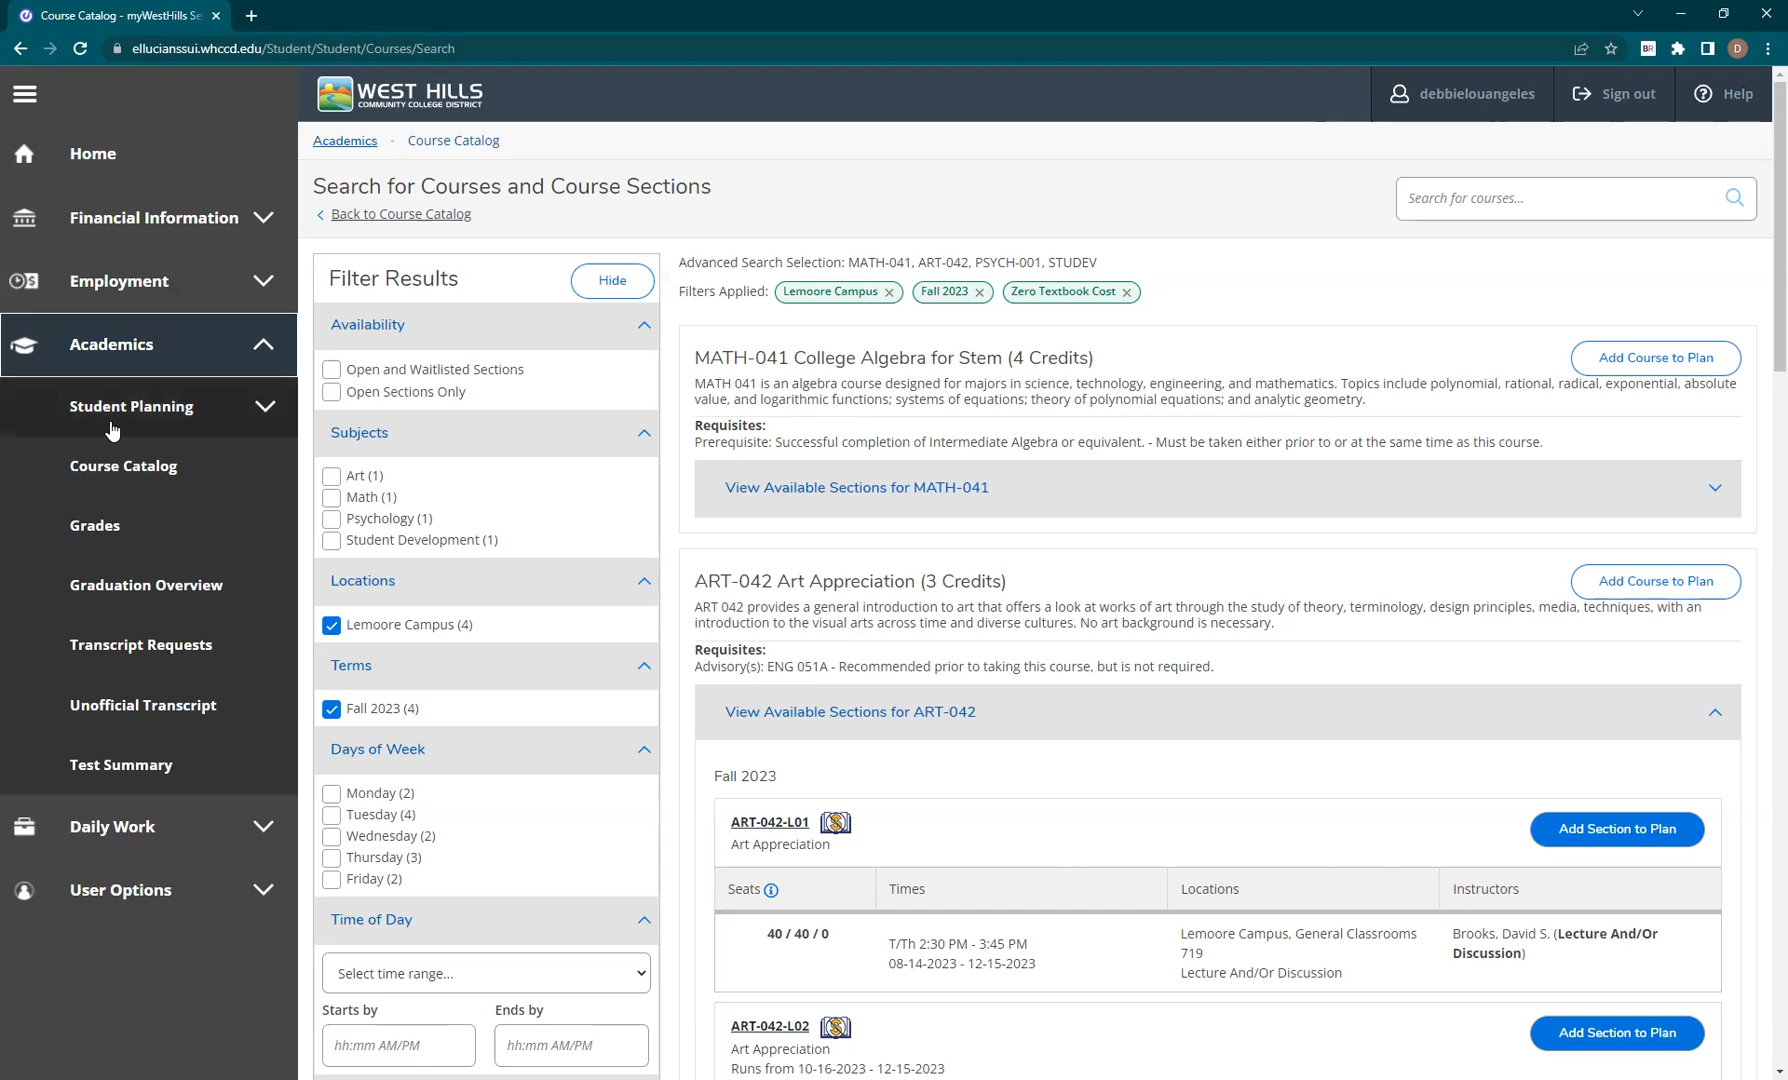 Course Catalog - myWestHills Se
ellucianssui.whccd.edu/Student/Student/Courses/Search
BR
D
WEST HILLS
COMMUNITY COLLEGE DISTRICT
debbielouangeles
Sign out
Help
Home
Financial Information
Employment
Academics
Student Planning
Course Catalog
Grades
Graduation Overview
Transcript Requests
Unofficial Transcript
Test Summary
Daily Work
User Options
Academics
Course Catalog
Search for Courses and Course Sections
Back to Course Catalog
Search for courses...
Filter Results
Hide
Availability
Open and Waitlisted Sections
Open Sections Only
Subjects
Art (1)
Math (1)
Psychology (1)
Student Development (1)
Locations
Lemoore Campus (4)
Terms
Fall 2023 (4)
Days of Week
Monday (2)
Tuesday (4)
Wednesday (2)
Thursday (3)
Friday (2)
Time of Day
Select time range...
Starts by
Ends by
hh:mm AM/PM
hh:mm AM/PM
Advanced Search Selection: MATH-041, ART-042, PSYCH-001, STUDEV
Filters Applied: Lemoore Campus Fall 2023 Zero Textbook Cost
MATH-041 College Algebra for Stem (4 Credits)
Add Course to Plan
MATH 041 is an algebra course designed for majors in science, technology, engineering, and mathematics. Topics include polynomial, rational, radical, exponential, absolute
value, and logarithmic functions; systems of equations; theory of polynomial equations; and analytic geometry.
Requisites:
Prerequisite: Successful completion of Intermediate Algebra or equivalent. - Must be taken either prior to or at the same time as this course.
View Available Sections for MATH-041
ART-042 Art Appreciation (3 Credits)
Add Course to Plan
ART 042 provides a general introduction to art that offers a look at works of art through the study of theory, terminology, design principles, media, techniques, with an
introduction to the visual arts across time and diverse cultures. No art background is necessary.
Requisites:
Advisory(s): ENG 051A - Recommended prior to taking this course, but is not required.
View Available Sections for ART-042
Fall 2023
ART-042-L01
Add Section to Plan
Art Appreciation
Seats
Times
Locations
Instructors
40 / 40 / 0
T/Th 2:30 PM - 3:45 PM
08-14-2023 - 12-15-2023
Lemoore Campus, General Classrooms
719
Lecture And/Or Discussion
Brooks, David S. (Lecture And/Or
Discussion)
ART-042-L02
Add Section to Plan
Art Appreciation
Runs from 10-16-2023 - 12-15-2023